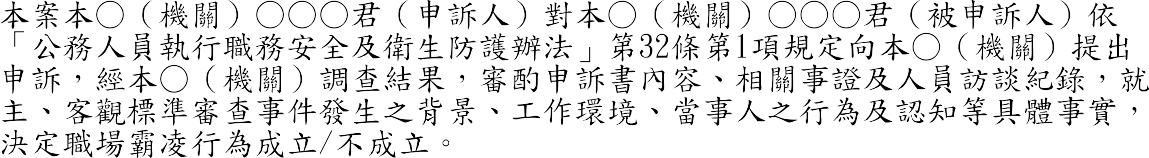 本案本○（機關）○○○君（申訴人）對本○（機關）○○○君（被申訴人）依
「公務人員執行職務安全及衛生防護辦法」第32條第1項規定向本○（機關）提出
申訴，經本○（機關）調查結果，審酌申訴書內容、相關事證及人員訪談紀錄，就
主、客觀標準審查事件發生之背景、工作環境、當事人之行為及認知等具體事實，
決定職場霸凌行為成立/不成立。